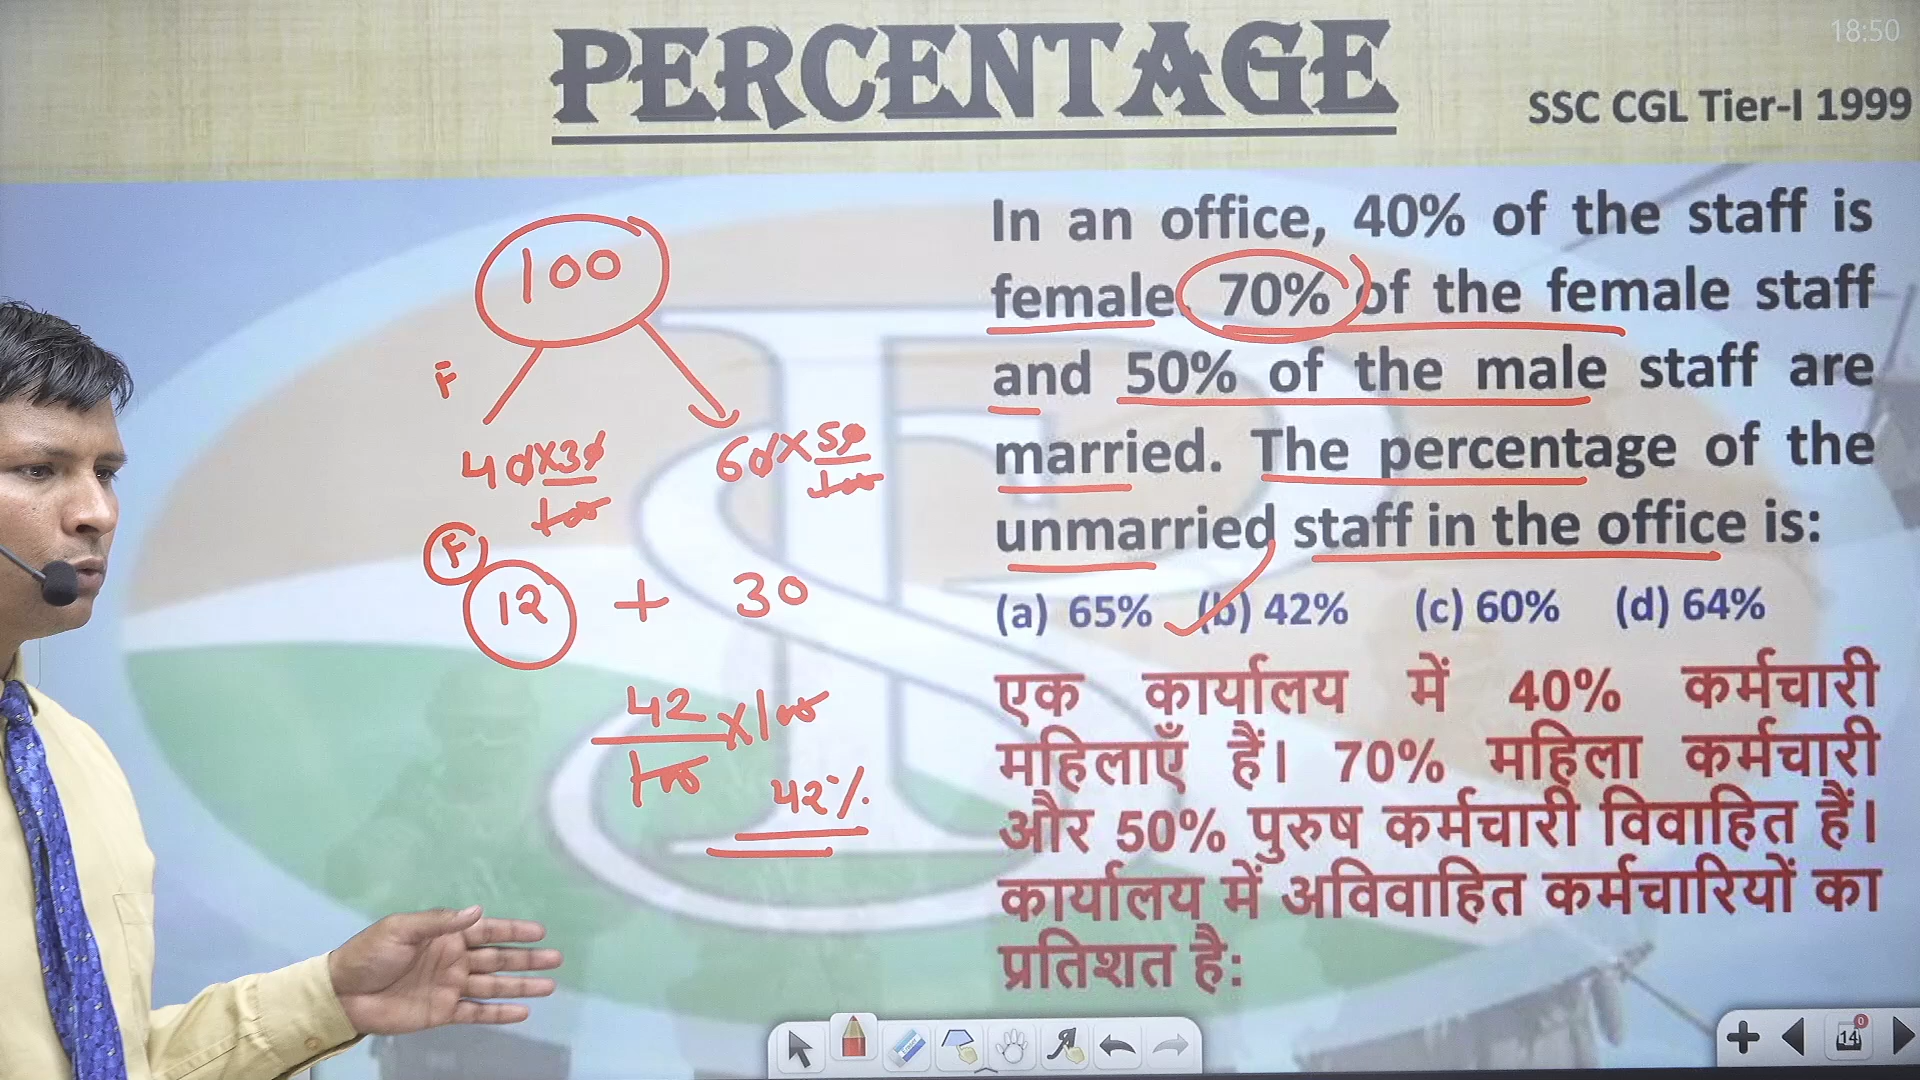 18:50
PERCENTAGE
SSC CGL Tier-I 1999
In an office, 40% of the staff is
female. 70% of the female staff
and 50% of the male staff are
married. The percentage of the
unmarried staff in the office is:
(a) 65% (b) 42% (c) 60% (d) 64%
एक कार्यालय में 40% कर्मचारी
महिलाएँ हैं। 70% महिला कर्मचारी
और 50% पुरुष कर्मचारी विवाहित हैं।
कार्यालय में अविवाहित कर्मचारियों का
प्रतिशत है:
100
F
40×30/100 60×50/100
F
12 + 30
42/100 ×100
42%
Eraser
14
0